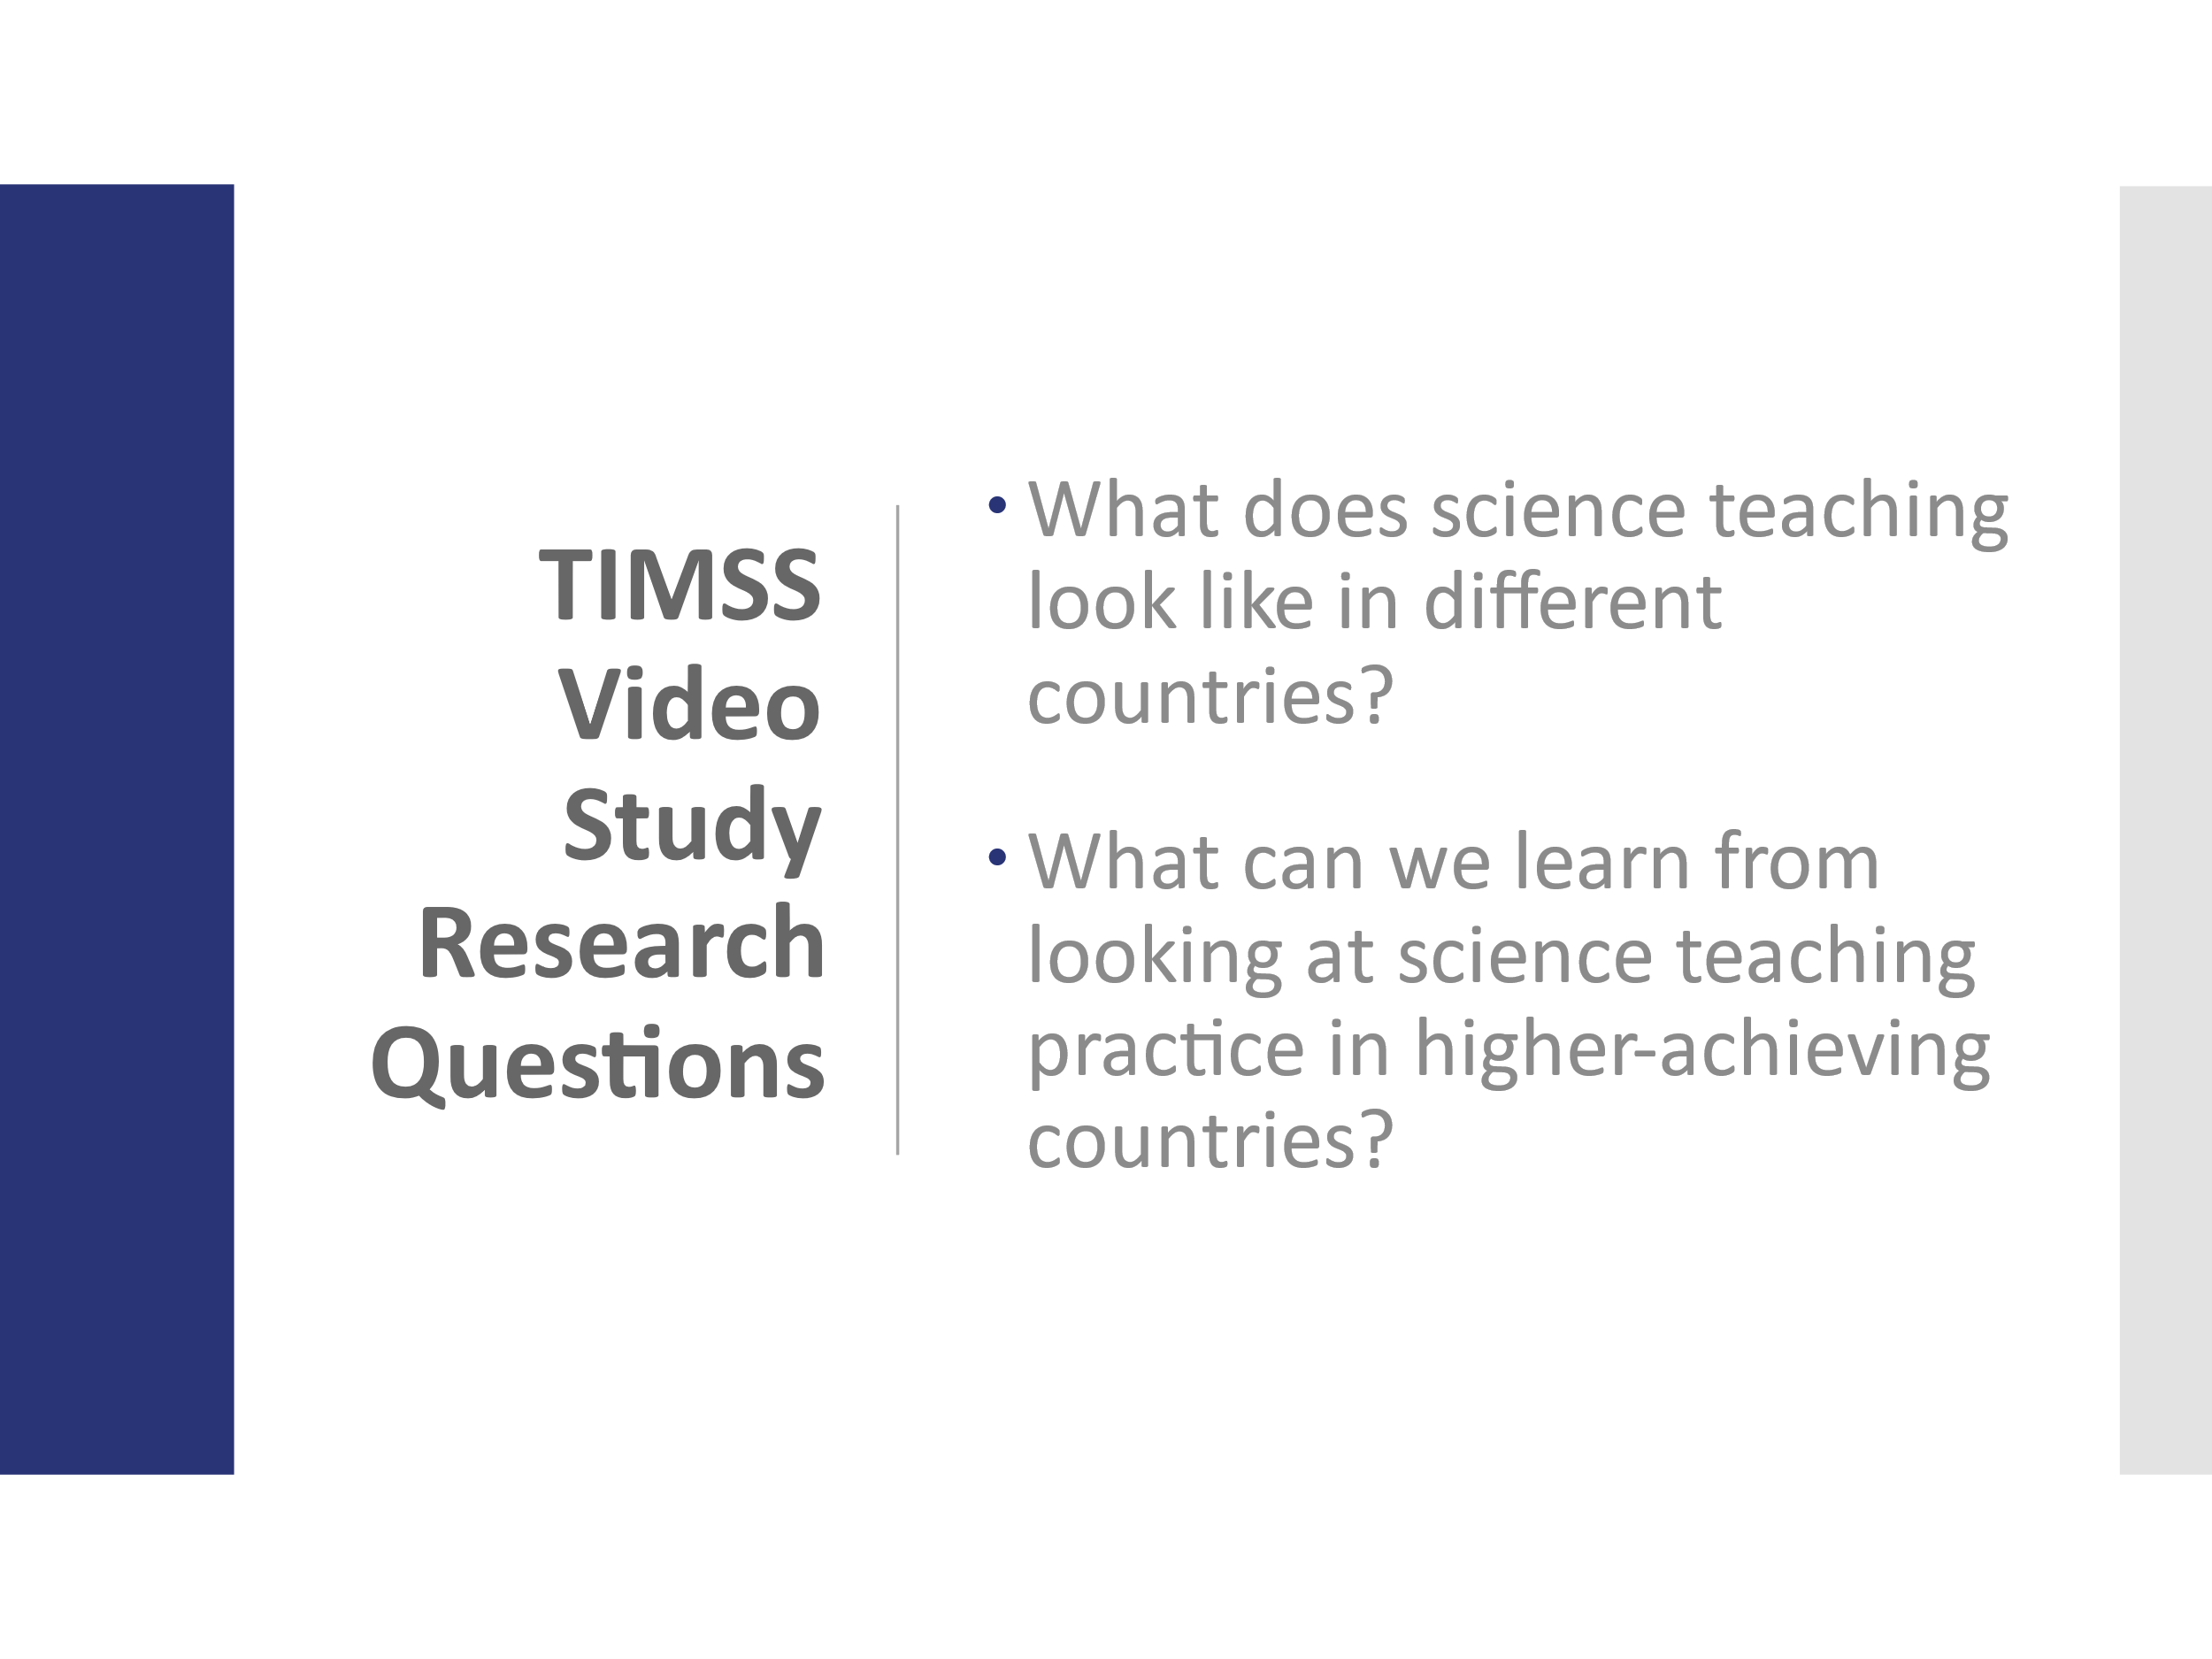 TIMSS
Video
Study
Research
Questions
• What does science teaching
look like in different
countries?
• What can we learn from
looking at science teaching
practice in higher-achieving
countries?